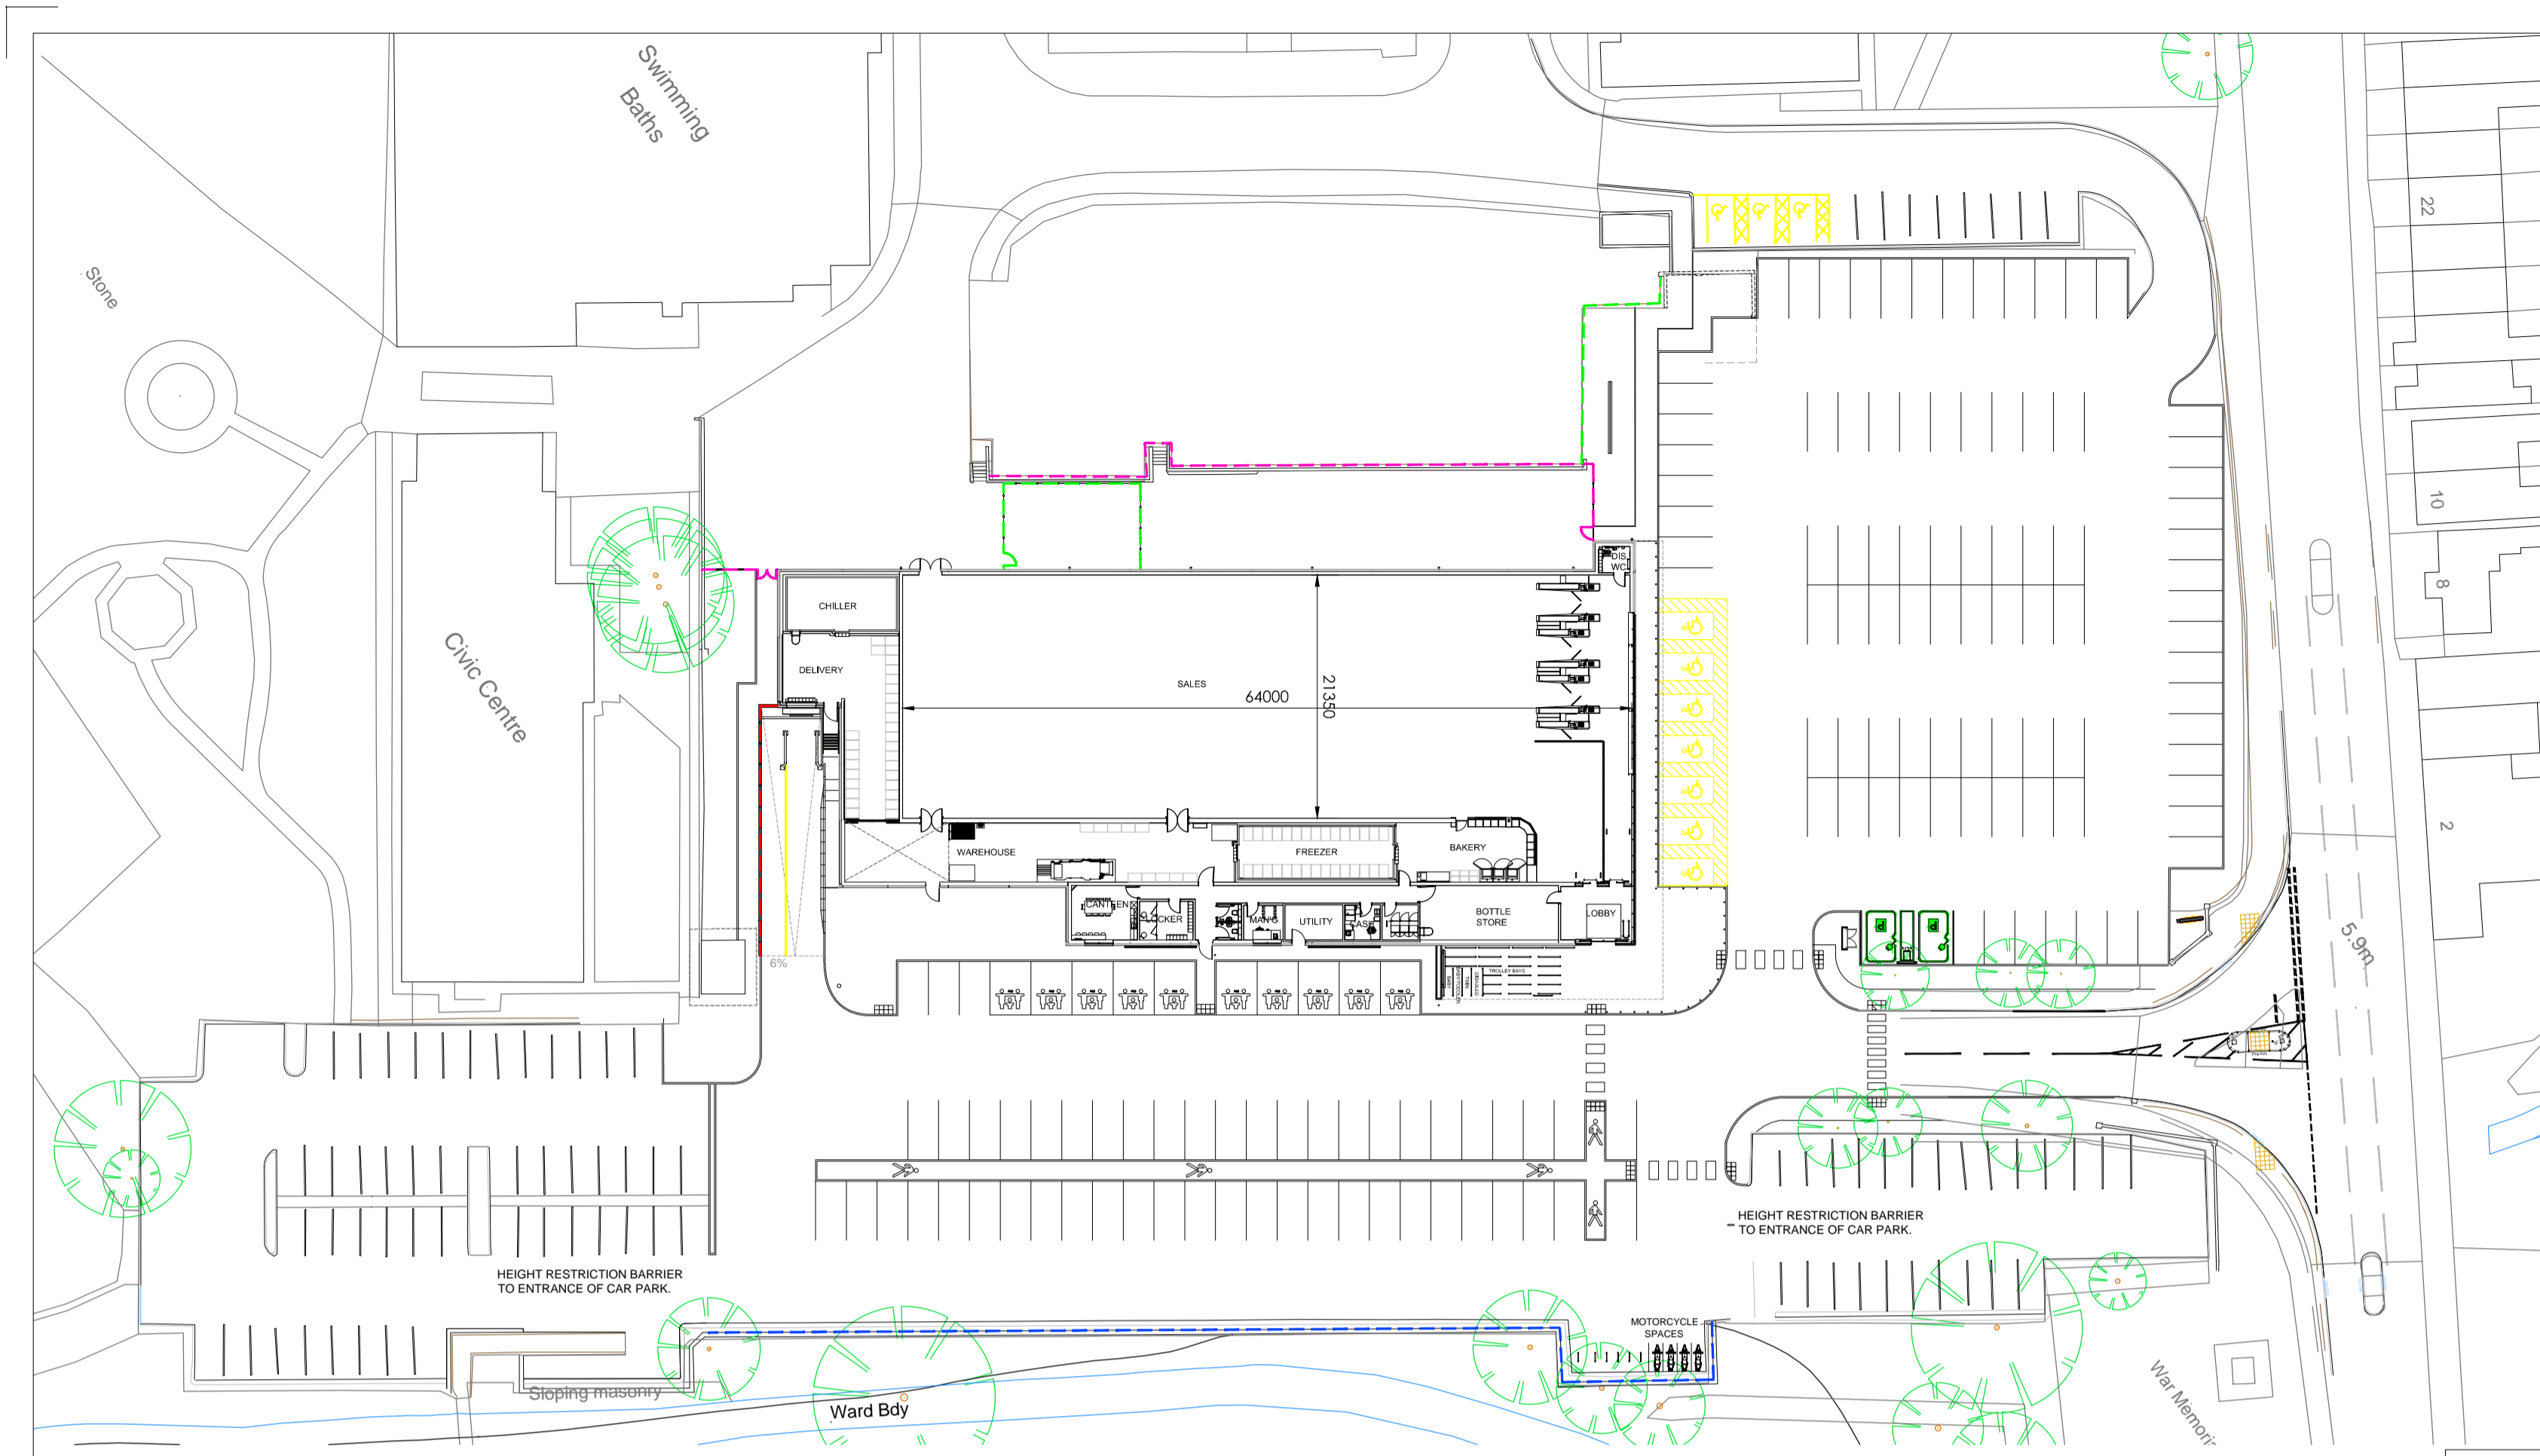 Swimming
Baths
Stone
22
10
8
2
DIS
WC
CHILLER
DELIVERY
Civic Centre
SALES
64000
21350
WAREHOUSE
FREEZER
BAKERY
CANTEEN
LOCKER
MAN'G
UTILITY
CASH
BOTTLE
STORE
LOBBY
TROLLEY BAYS
6%
5.9m
HEIGHT RESTRICTION BARRIER
TO ENTRANCE OF CAR PARK.
HEIGHT RESTRICTION BARRIER
TO ENTRANCE OF CAR PARK.
MOTORCYCLE
SPACES
Sloping masonry
Ward Bdy
War Memoria